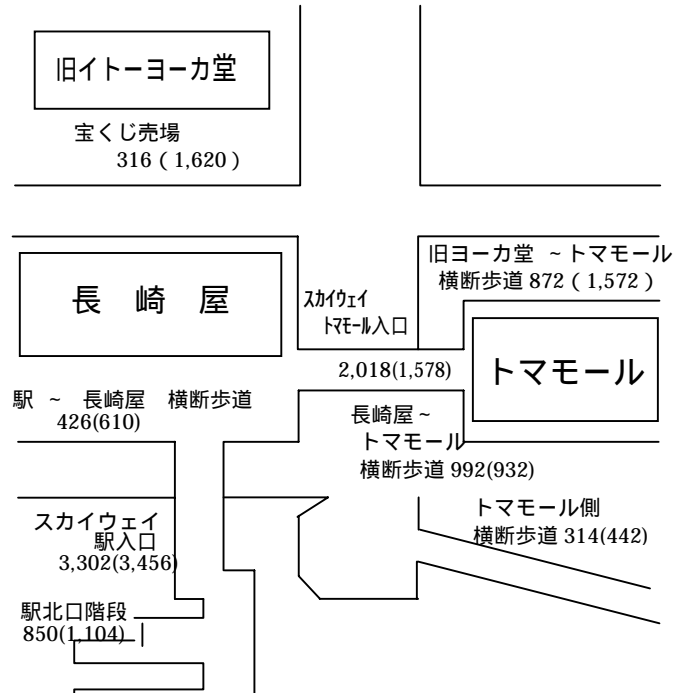 旧イトーヨーカ堂
宝くじ売場
316（1,620）
旧ヨーカ堂 ～トマモール
横断歩道 872（1,572）
長 崎 屋
ｽｶｲｳｪｲ
ﾄﾏﾓｰﾙ入口
トマモール
2,018(1,578)
駅 ～ 長崎屋 横断歩道
426(610)
長崎屋～
トマモール
横断歩道 992(932)
スカイウェイ
駅入口
3,302(3,456)
トマモール側
横断歩道 314(442)
駅北口階段
850(1,104)